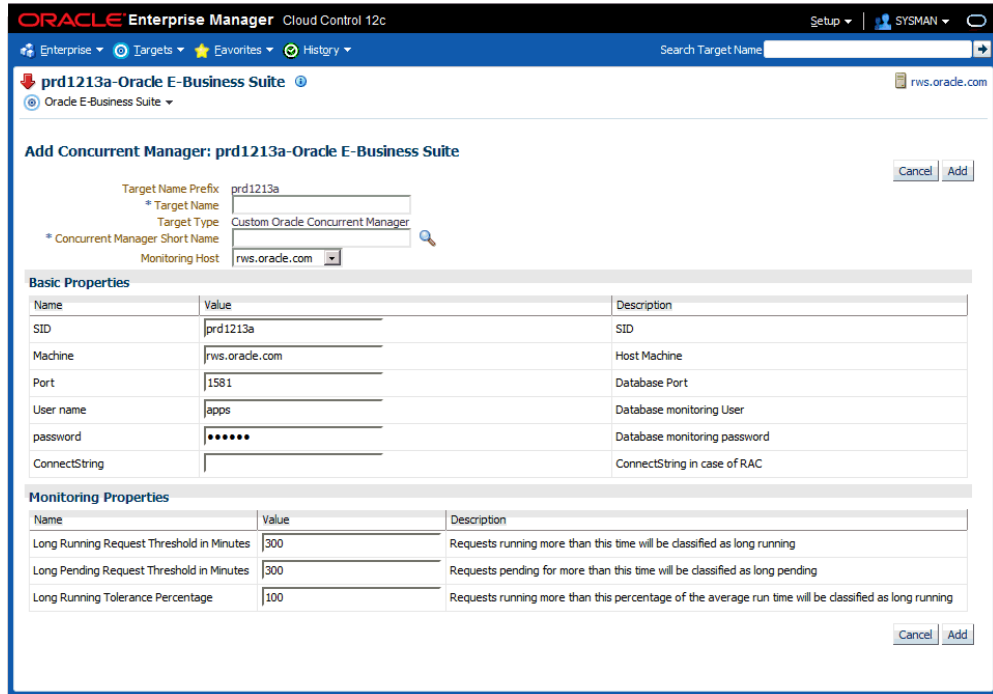 ORACLE Enterprise Manager Cloud Control 12c
Setup SYSMAN
Enterprise Targets Favorites History Search Target Name
prd1213a-Oracle E-Business Suite
rws.oracle.com
Oracle E-Business Suite
Add Concurrent Manager: prd1213a-Oracle E-Business Suite
Cancel Add
Target Name Prefix prd1213a
* Target Name
Target Type Custom Oracle Concurrent Manager
* Concurrent Manager Short Name
Monitoring Host rws.oracle.com
Basic Properties
Name Value Description
SID prd1213a SID
Machine rws.oracle.com Host Machine
Port 1581 Database Port
User name apps Database monitoring User
password •••••• Database monitoring password
ConnectString ConnectString in case of RAC
Monitoring Properties
Name Value Description
Long Running Request Threshold in Minutes 300 Requests running more than this time will be classified as long running
Long Pending Request Threshold in Minutes 300 Requests pending for more than this time will be classified as long pending
Long Running Tolerance Percentage 100 Requests running more than this percentage of the average run time will be classified as long running
Cancel Add